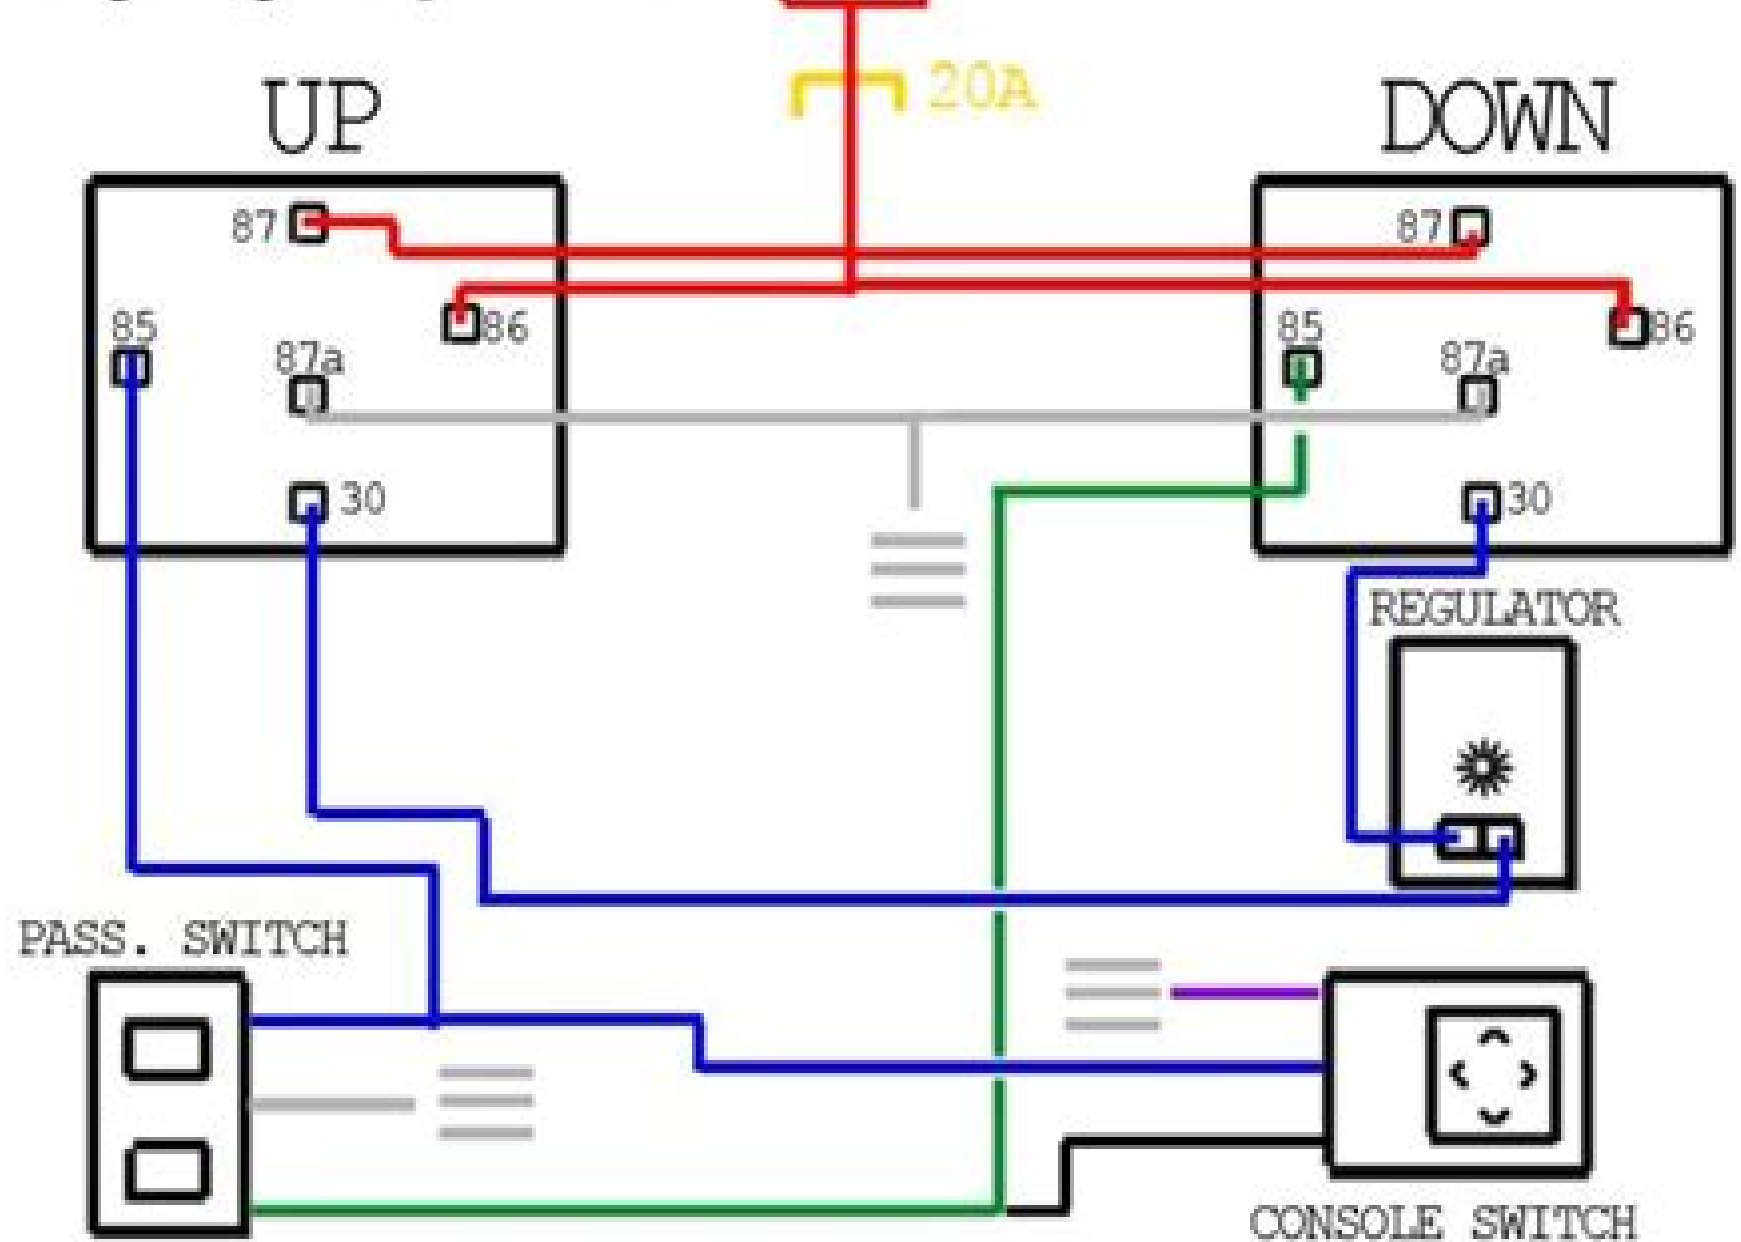 20A
UP
DOWN
87
87
85
86
85
86
87a
87a
30
30
REGULATOR
PASS. SWITCH
CONSOLE SWITCH